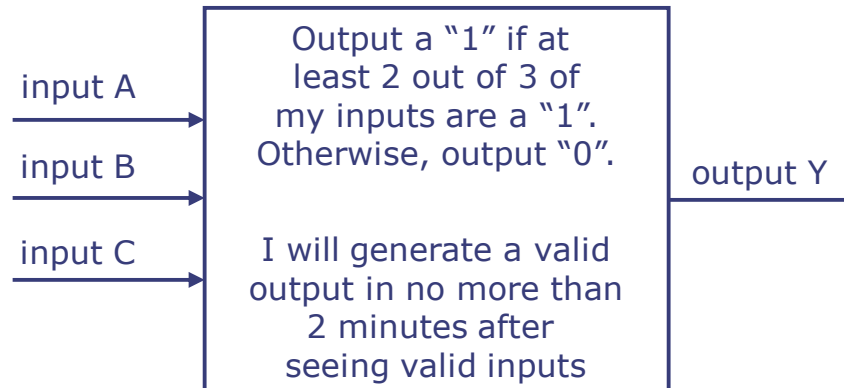 input A
input B
input C
Output a “1” if at
least 2 out of 3 of
my inputs are a “1”.
Otherwise, output “0”.
I will generate a valid
output in no more than
2 minutes after
seeing valid inputs
output Y